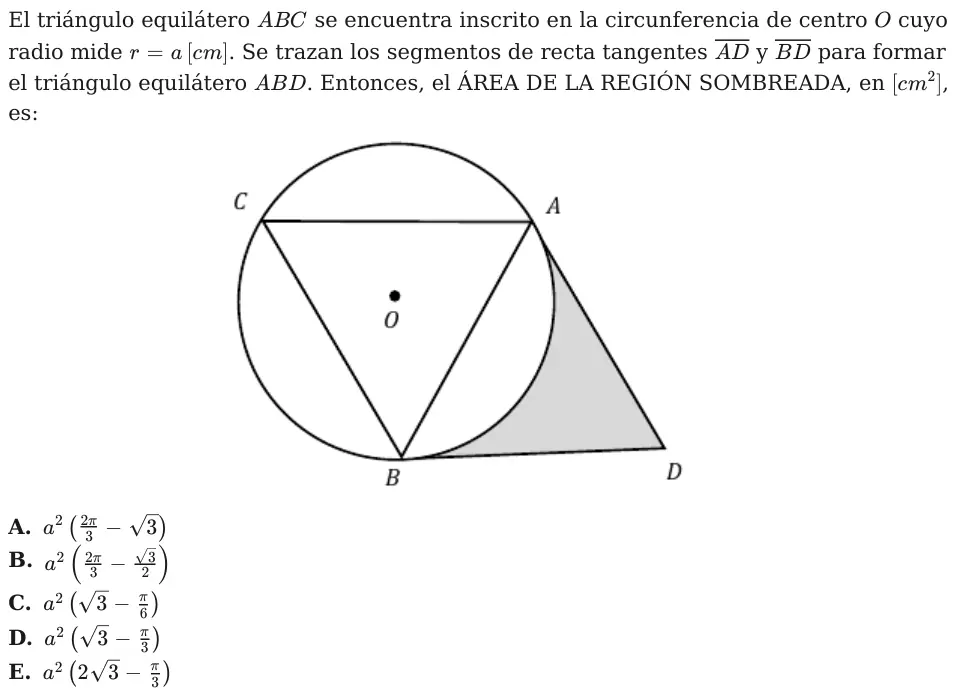 El triángulo equilátero ABC se encuentra inscrito en la circunferencia de centro O cuyo
radio mide r = a [cm]. Se trazan los segmentos de recta tangentes \overline{AD} y \overline{BD} para formar
el triángulo equilátero ABD. Entonces, el ÁREA DE LA REGIÓN SOMBREADA, en [cm²],
es:
C
A
O
B
D
A. a² (2π/3 − √3)
B. a² (2π/3 − √3/2)
C. a² (√3 − π/6)
D. a² (√3 − π/3)
E. a² (2√3 − π/3)